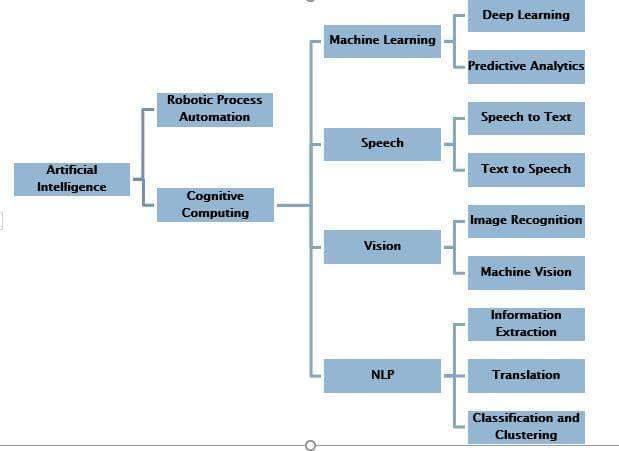 Artificial
Intelligence
Robotic Process
Automation
Cognitive
Computing
Machine Learning
Speech
Vision
NLP
Deep Learning
Predictive Analytics
Speech to Text
Text to Speech
Image Recognition
Machine Vision
Information
Extraction
Translation
Classification and
Clustering